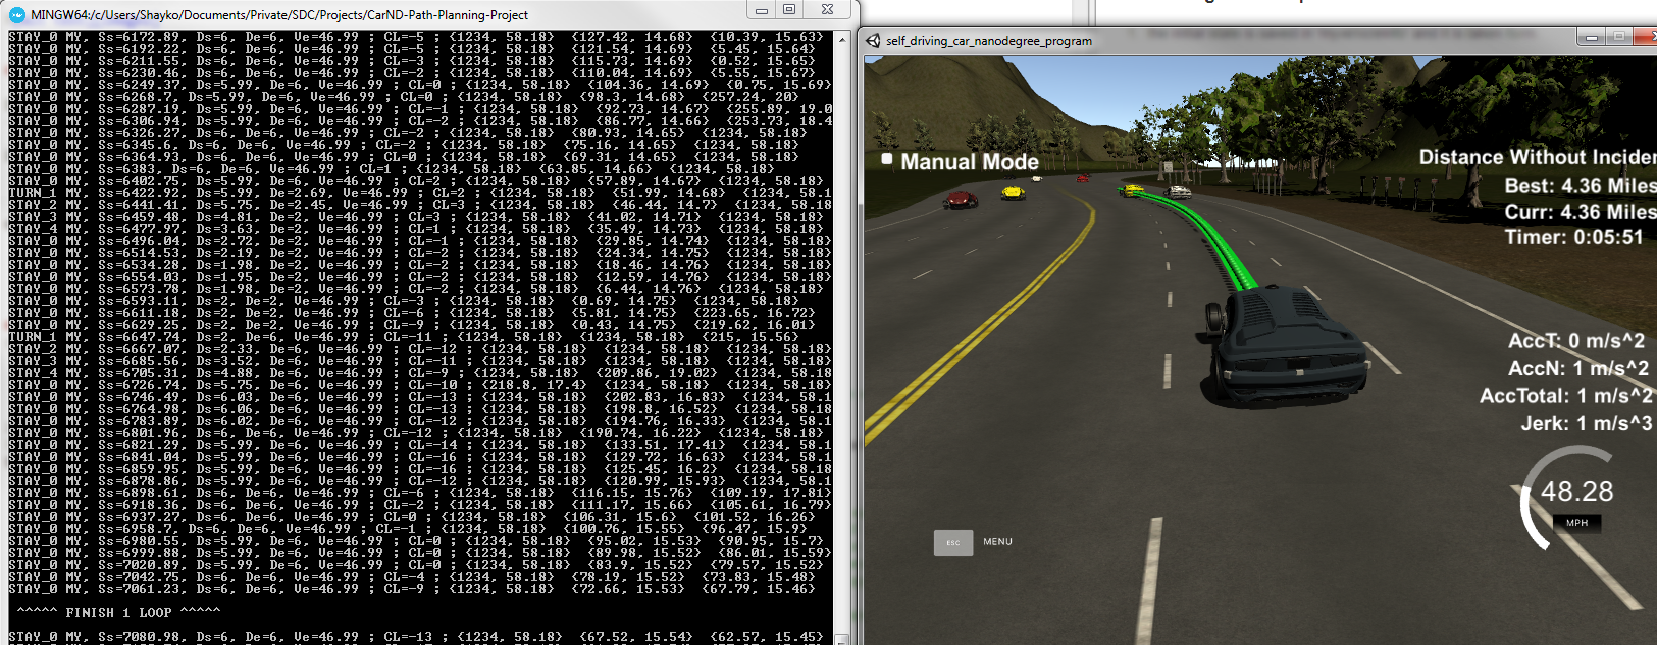 MINGW64:/c/Users/Shayko/Documents/Private/SDC/Projects/CarND-Path-Planning-Project
STAY_0 MY, Ss=6172.89, Ds=6, De=6, Ve=46.99 ; CL=-5 ; {1234, 58.18} {127.42, 14.68} {10.39, 15.63}
STAY_0 MY, Ss=6192.22, Ds=6, De=6, Ve=46.99 ; CL=-5 ; {1234, 58.18} {121.54, 14.69} {5.45, 15.64}
STAY_0 MY, Ss=6211.55, Ds=6, De=6, Ve=46.99 ; CL=-3 ; {1234, 58.18} {115.73, 14.69} {0.52, 15.65}
STAY_0 MY, Ss=6230.46, Ds=6, De=6, Ve=46.99 ; CL=-2 ; {1234, 58.18} {110.04, 14.69} {5.55, 15.67}
STAY_0 MY, Ss=6249.37, Ds=5.99, De=6, Ve=46.99 ; CL=0 ; {1234, 58.18} {104.36, 14.69} {0.75, 15.69}
STAY_0 MY, Ss=6268.7, Ds=5.99, De=6, Ve=46.99 ; CL=0 ; {1234, 58.18} {98.3, 14.68} {257.24, 20}
STAY_0 MY, Ss=6287.19, Ds=5.99, De=6, Ve=46.99 ; CL=-1 ; {1234, 58.18} {92.73, 14.67} {255.89, 19.0
STAY_0 MY, Ss=6306.94, Ds=5.99, De=6, Ve=46.99 ; CL=-2 ; {1234, 58.18} {86.77, 14.66} {253.73, 18.4
STAY_0 MY, Ss=6326.27, Ds=6, De=6, Ve=46.99 ; CL=-2 ; {1234, 58.18} {80.93, 14.65} {1234, 58.18}
STAY_0 MY, Ss=6345.6, Ds=6, De=6, Ve=46.99 ; CL=-2 ; {1234, 58.18} {75.16, 14.65} {1234, 58.18}
STAY_0 MY, Ss=6364.93, Ds=6, De=6, Ve=46.99 ; CL=0 ; {1234, 58.18} {69.31, 14.65} {1234, 58.18}
STAY_0 MY, Ss=6383, Ds=6, De=6, Ve=46.99 ; CL=1 ; {1234, 58.18} {63.85, 14.66} {1234, 58.18}
STAY_0 MY, Ss=6402.75, Ds=5.99, De=6, Ve=46.99 ; CL=2 ; {1234, 58.18} {57.89, 14.67} {1234, 58.18}
TURN_1 MY, Ss=6422.92, Ds=5.99, De=2.69, Ve=46.99 ; CL=2 ; {1234, 58.18} {51.99, 14.68} {1234, 58.1
STAY_2 MY, Ss=6441.41, Ds=5.75, De=2.45, Ve=46.99 ; CL=3 ; {1234, 58.18} {46.44, 14.7} {1234, 58.18
STAY_3 MY, Ss=6459.48, Ds=4.81, De=2, Ve=46.99 ; CL=3 ; {1234, 58.18} {41.02, 14.71} {1234, 58.18}
STAY_4 MY, Ss=6477.97, Ds=3.63, De=2, Ve=46.99 ; CL=1 ; {1234, 58.18} {35.49, 14.73} {1234, 58.18}
STAY_0 MY, Ss=6496.04, Ds=2.72, De=2, Ve=46.99 ; CL=-1 ; {1234, 58.18} {29.85, 14.74} {1234, 58.18}
STAY_0 MY, Ss=6514.53, Ds=2.19, De=2, Ve=46.99 ; CL=-2 ; {1234, 58.18} {24.34, 14.75} {1234, 58.18}
STAY_0 MY, Ss=6534.28, Ds=1.98, De=2, Ve=46.99 ; CL=-2 ; {1234, 58.18} {18.46, 14.76} {1234, 58.18}
STAY_0 MY, Ss=6554.03, Ds=1.95, De=2, Ve=46.99 ; CL=-2 ; {1234, 58.18} {12.59, 14.76} {1234, 58.18}
STAY_0 MY, Ss=6573.78, Ds=1.98, De=2, Ve=46.99 ; CL=-2 ; {1234, 58.18} {6.44, 14.76} {1234, 58.18}
STAY_0 MY, Ss=6593.11, Ds=2, De=2, Ve=46.99 ; CL=-3 ; {1234, 58.18} {0.69, 14.75} {1234, 58.18}
STAY_0 MY, Ss=6611.18, Ds=2, De=2, Ve=46.99 ; CL=-6 ; {1234, 58.18} {5.81, 14.75} {223.65, 16.72}
STAY_0 MY, Ss=6629.25, Ds=2, De=2, Ve=46.99 ; CL=-9 ; {1234, 58.18} {0.43, 14.75} {219.62, 16.01}
TURN_1 MY, Ss=6647.74, Ds=2, De=6, Ve=46.99 ; CL=-11 ; {1234, 58.18} {1234, 58.18} {215, 15.56}
STAY_2 MY, Ss=6667.07, Ds=2.33, De=6, Ve=46.99 ; CL=-12 ; {1234, 58.18} {1234, 58.18} {1234, 58.18}
STAY_3 MY, Ss=6685.56, Ds=3.52, De=6, Ve=46.99 ; CL=-11 ; {1234, 58.18} {1234, 58.18} {1234, 58.18}
STAY_4 MY, Ss=6705.31, Ds=4.88, De=6, Ve=46.99 ; CL=-9 ; {1234, 58.18} {209.86, 19.02} {1234, 58.18
STAY_0 MY, Ss=6726.74, Ds=5.75, De=6, Ve=46.99 ; CL=-10 ; {218.8, 17.4} {1234, 58.18} {1234, 58.18}
STAY_0 MY, Ss=6746.49, Ds=6.03, De=6, Ve=46.99 ; CL=-13 ; {1234, 58.18} {202.83, 16.83} {1234, 58.1
STAY_0 MY, Ss=6764.98, Ds=6.06, De=6, Ve=46.99 ; CL=-13 ; {1234, 58.18} {198.8, 16.52} {1234, 58.18
STAY_0 MY, Ss=6783.89, Ds=6.02, De=6, Ve=46.99 ; CL=-12 ; {1234, 58.18} {194.76, 16.33} {1234, 58.1
STAY_0 MY, Ss=6801.96, Ds=6, De=6, Ve=46.99 ; CL=-12 ; {1234, 58.18} {190.74, 16.22} {1234, 58.18}
STAY_0 MY, Ss=6821.29, Ds=5.99, De=6, Ve=46.99 ; CL=-14 ; {1234, 58.18} {133.51, 17.41} {1234, 58.1
STAY_0 MY, Ss=6841.04, Ds=5.99, De=6, Ve=46.99 ; CL=-16 ; {1234, 58.18} {129.72, 16.63} {1234, 58.1
STAY_0 MY, Ss=6859.95, Ds=5.99, De=6, Ve=46.99 ; CL=-16 ; {1234, 58.18} {125.45, 16.2} {1234, 58.18
STAY_0 MY, Ss=6878.86, Ds=5.99, De=6, Ve=46.99 ; CL=-12 ; {1234, 58.18} {120.99, 15.93} {1234, 58.1
STAY_0 MY, Ss=6898.61, Ds=6, De=6, Ve=46.99 ; CL=-6 ; {1234, 58.18} {116.15, 15.76} {109.19, 17.81}
STAY_0 MY, Ss=6918.36, Ds=6, De=6, Ve=46.99 ; CL=-2 ; {1234, 58.18} {111.17, 15.66} {105.61, 16.79}
STAY_0 MY, Ss=6937.27, Ds=6, De=6, Ve=46.99 ; CL=0 ; {1234, 58.18} {106.31, 15.6} {101.52, 16.26}
STAY_0 MY, Ss=6958.7, Ds=6, De=6, Ve=46.99 ; CL=-1 ; {1234, 58.18} {100.76, 15.55} {96.47, 15.9}
STAY_0 MY, Ss=6980.55, Ds=5.99, De=6, Ve=46.99 ; CL=0 ; {1234, 58.18} {95.02, 15.53} {90.95, 15.7}
STAY_0 MY, Ss=6999.88, Ds=5.99, De=6, Ve=46.99 ; CL=0 ; {1234, 58.18} {89.98, 15.52} {86.01, 15.59}
STAY_0 MY, Ss=7020.89, Ds=5.99, De=6, Ve=46.99 ; CL=0 ; {1234, 58.18} {83.9, 15.52} {79.57, 15.52}
STAY_0 MY, Ss=7042.75, Ds=6, De=6, Ve=46.99 ; CL=-4 ; {1234, 58.18} {78.19, 15.52} {73.83, 15.48}
STAY_0 MY, Ss=7061.23, Ds=6, De=6, Ve=46.99 ; CL=-9 ; {1234, 58.18} {72.66, 15.53} {67.79, 15.46}
^^^^^ FINISH 1 LOOP ^^^^^
STAY_0 MY, Ss=7080.98, Ds=6, De=6, Ve=46.99 ; CL=-13 ; {1234, 58.18} {67.52, 15.54} {62.57, 15.45}
self_driving_car_nanodegree_program
Manual Mode
Distance Without Inciden
Best: 4.36 Miles
Curr: 4.36 Miles
Timer: 0:05:51
AccT: 0 m/s^2
AccN: 1 m/s^2
AccTotal: 1 m/s^2
Jerk: 1 m/s^3
48.28
MPH
ESC
MENU